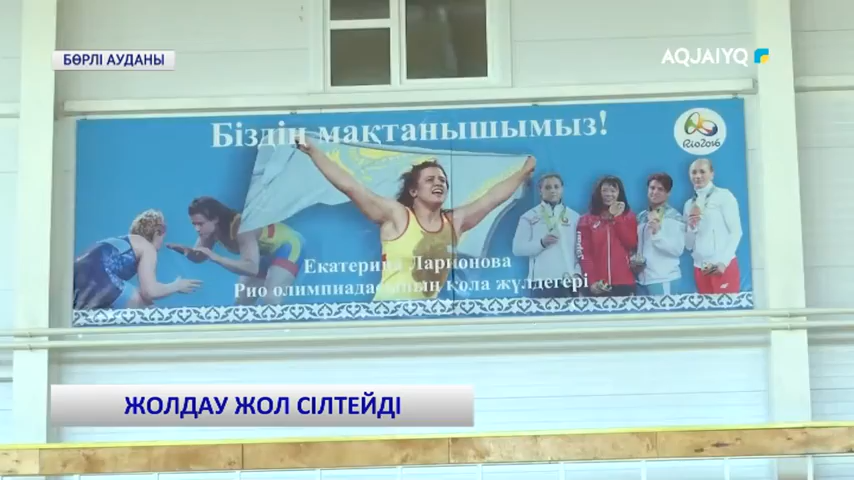 БӨРЛІ АУДАНЫ
AQJAIYQ
Біздің мақтанышымыз!
Rio2016
Екатерина Ларионова
Рио олимпиадасының қола жүлдегері
ЖОЛДАУ ЖОЛ СІЛТЕЙДІ